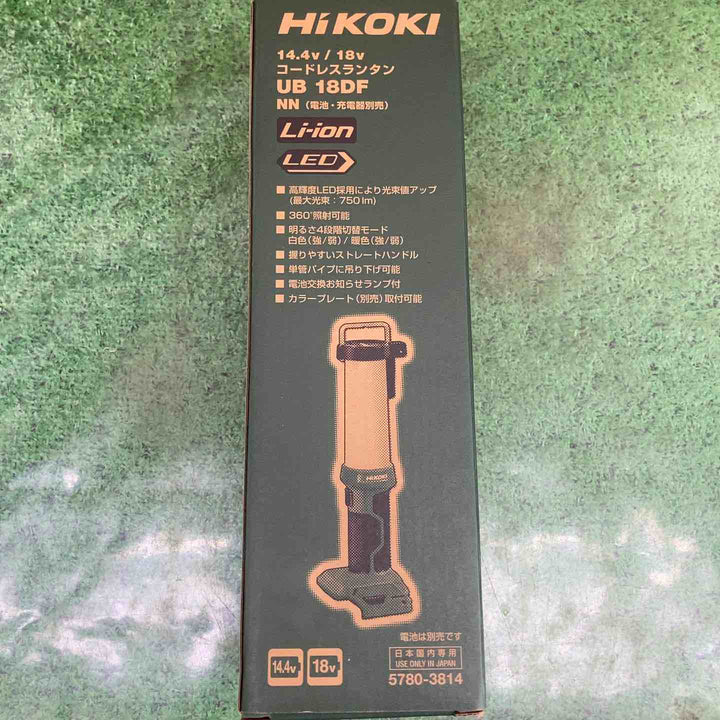 HiKOKI
14.4v / 18v
コードレスランタン
UB 18DF
NN (電池・充電器別売)
Li-ion
LED
■ 高輝度LED採用により光束値アップ
(最大光束：750 lm)
■ 360°照射可能
■ 明るさ4段階切替モード
白色(強/弱) / 暖色(強/弱)
■ 握りやすいストレートハンドル
■ 単管パイプに吊り下げ可能
■ 電池交換お知らせランプ付
■ カラープレート(別売)取付可能
HiKOKI
電池は別売です
14.4v 18v
日本国内専用
USE ONLY IN JAPAN
5780-3814